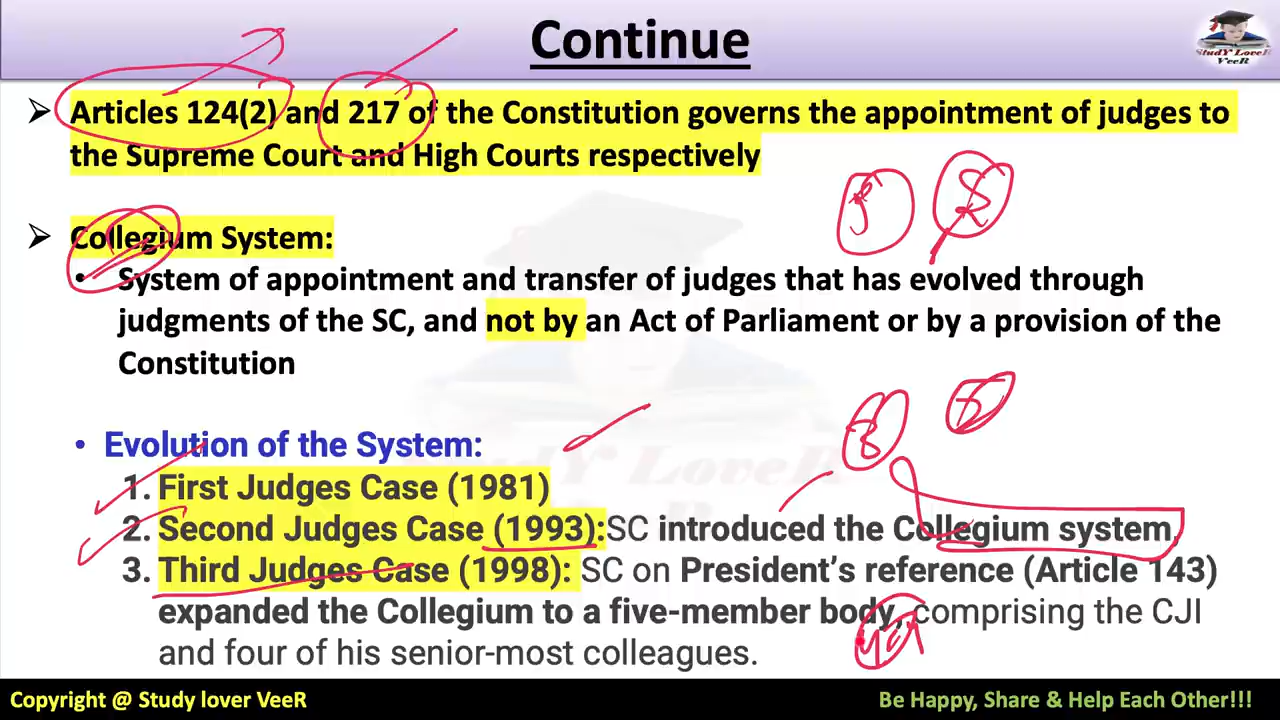 Continue
StudY LoveR
VeeR
➢ Articles 124(2) and 217 of the Constitution governs the appointment of judges to
the Supreme Court and High Courts respectively
➢ Collegium System:
• System of appointment and transfer of judges that has evolved through
judgments of the SC, and not by an Act of Parliament or by a provision of the
Constitution
• Evolution of the System:
StudY LoveR
1. First Judges Case (1981)
2. Second Judges Case (1993):SC introduced the Collegium system.
3. Third Judges Case (1998): SC on President's reference (Article 143)
expanded the Collegium to a five-member body, comprising the CJI
and four of his senior-most colleagues.
Copyright @ Study lover VeeR
Be Happy, Share & Help Each Other!!!